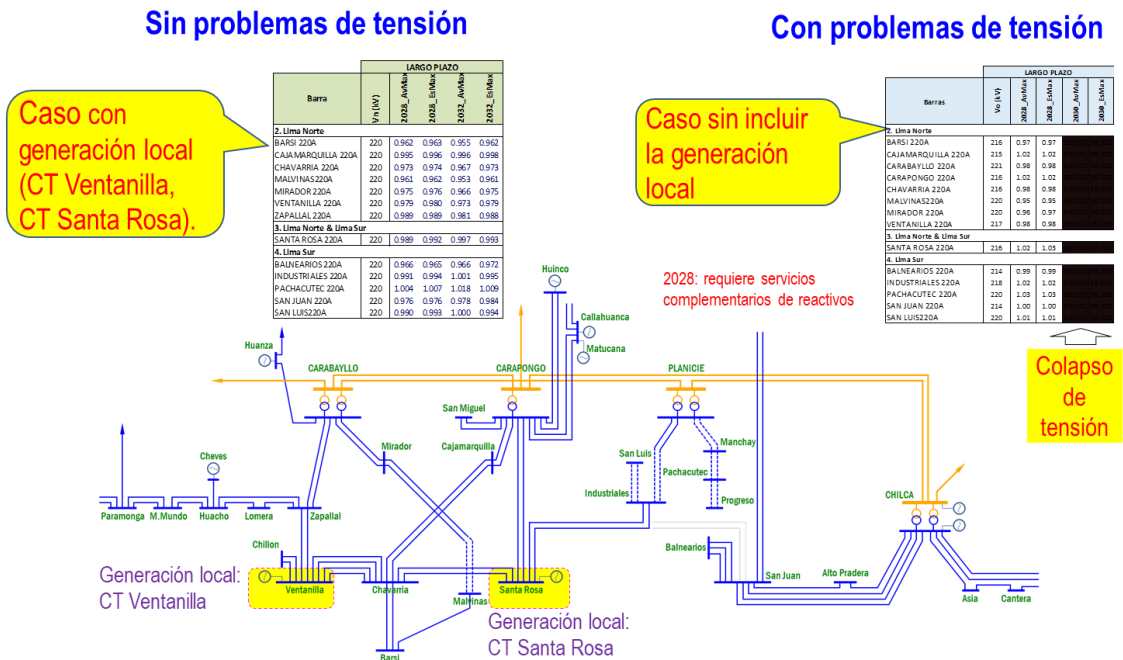 Sin problemas de tensión
Con problemas de tensión
Caso con
generación local
(CT Ventanilla,
CT Santa Rosa).
LARGO PLAZO
Barra Vn (kV) 2028_AvMax 2028_EsMax 2032_AvMax 2032_EsMax
2. Lima Norte
BARSI 220A 220 0.962 0.963 0.955 0.962
CAJAMARQUILLA 220A 220 0.995 0.996 0.996 0.998
CHAVARRIA 220A 220 0.973 0.974 0.967 0.973
MALVINAS220A 220 0.961 0.962 0.953 0.961
MIRADOR 220A 220 0.975 0.976 0.966 0.975
VENTANILLA 220A 220 0.979 0.980 0.973 0.979
ZAPALLAL 220A 220 0.989 0.989 0.981 0.988
3. Lima Norte & Lima Sur
SANTA ROSA 220A 220 0.989 0.992 0.997 0.993
4. Lima Sur
BALNEARIOS 220A 220 0.966 0.965 0.966 0.972
INDUSTRIALES 220A 220 0.991 0.994 1.001 0.995
PACHACUTEC 220A 220 1.004 1.007 1.018 1.009
SAN JUAN 220A 220 0.976 0.976 0.978 0.984
SAN LUIS220A 220 0.990 0.993 1.000 0.994
Caso sin incluir
la generación
local
LARGO PLAZO
Barras Vo (kV) 2028_AvMax 2028_EsMax 2030_AvMax 2030_EsMax
2. Lima Norte
BARSI 220A 216 0.97 0.97
CAJAMARQUILLA 220A 215 1.02 1.02
CARABAYLLO 220A 221 0.98 0.98
CARAPONGO 220A 216 1.02 1.02
CHAVARRIA 220A 216 0.98 0.98
MALVINAS220A 220 0.95 0.95
MIRADOR 220A 220 0.96 0.97
VENTANILLA 220A 217 0.98 0.98
3. Lima Norte & Lima Sur
SANTA ROSA 220A 216 1.02 1.03
4. Lima Sur
BALNEARIOS 220A 214 0.99 0.99
INDUSTRIALES 220A 218 1.02 1.02
PACHACUTEC 220A 220 1.03 1.03
SAN JUAN 220A 214 1.00 1.00
SAN LUIS220A 220 1.01 1.01
2028: requiere servicios
complementarios de reactivos
Colapso
de
tensión
Huinco
Callahuanca
Matucana
Huanza
CARABAYLLO
CARAPONGO
PLANICIE
San Miguel
Mirador
Cajamarquilla
San Luis
Manchay
Pachacutec
Industriales
Progreso
Cheves
CHILCA
Paramonga
M.Mundo
Huacho
Lomera
Zapallal
Chillon
Balnearios
San Juan
Alto Pradera
Asia
Cantera
Generación local:
CT Ventanilla
Ventanilla
Chavarria
Malvinas
Santa Rosa
Barsi
Generación local:
CT Santa Rosa